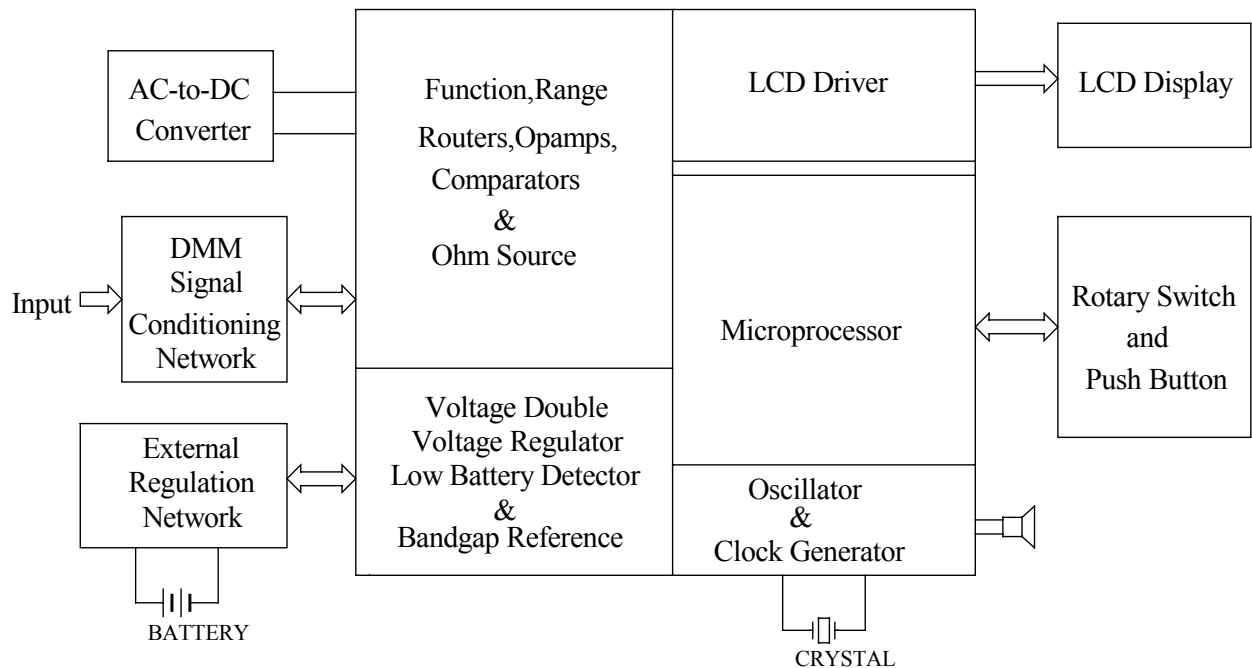 AC-to-DC
Converter
Function,Range
Routers,Opamps,
Comparators
&
Ohm Source
LCD Driver
LCD Display
Input
DMM
Signal
Conditioning
Network
Microprocessor
Rotary Switch
and
Push Button
External
Regulation
Network
Voltage Double
Voltage Regulator
Low Battery Detector
&
Bandgap Reference
Oscillator
&
Clock Generator
BATTERY
CRYSTAL